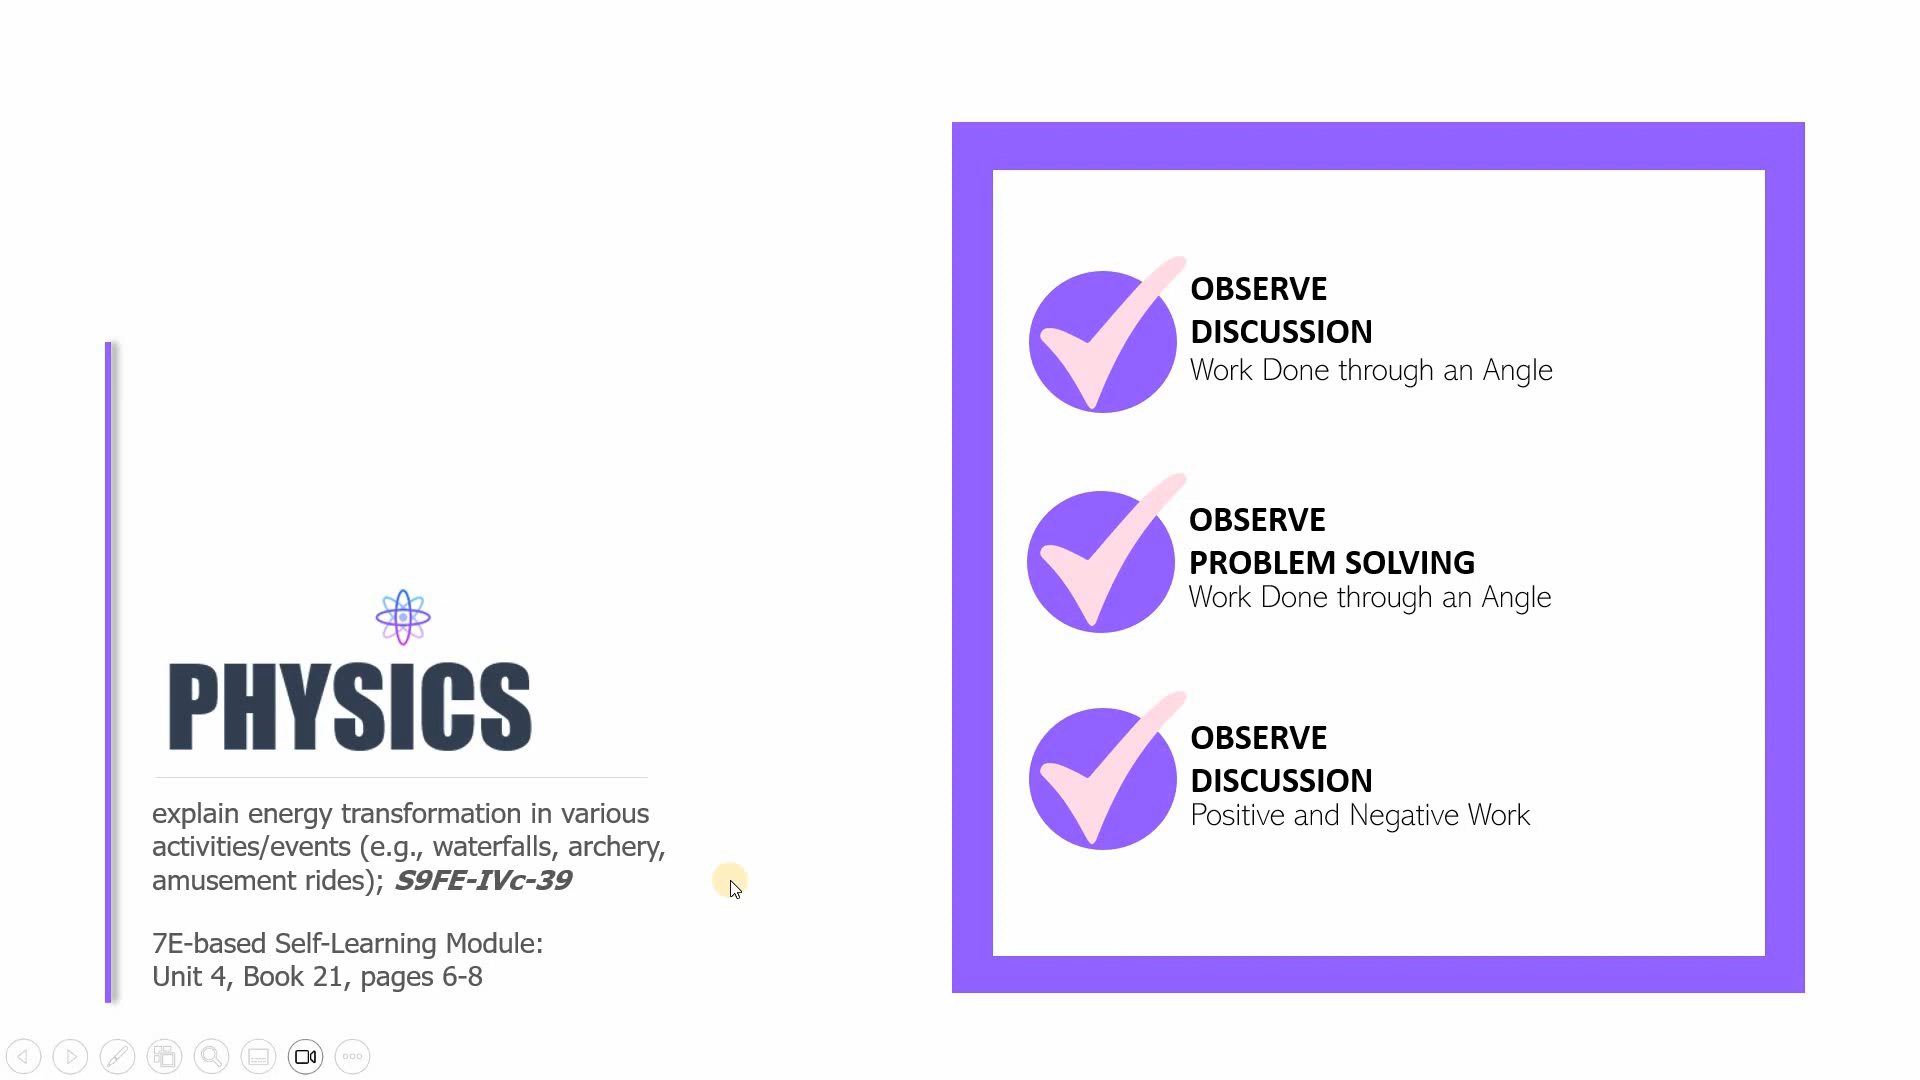 PHYSICS
explain energy transformation in various
activities/events (e.g., waterfalls, archery,
amusement rides); S9FE-IVc-39
7E-based Self-Learning Module:
Unit 4, Book 21, pages 6-8
OBSERVE
DISCUSSION
Work Done through an Angle
OBSERVE
PROBLEM SOLVING
Work Done through an Angle
OBSERVE
DISCUSSION
Positive and Negative Work